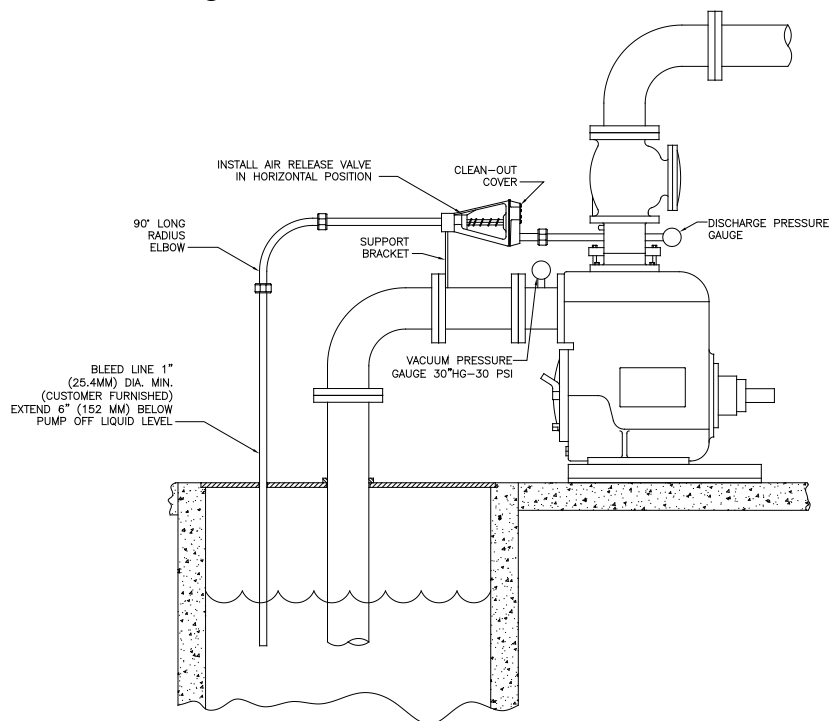 INSTALL AIR RELEASE VALVE
IN HORIZONTAL POSITION
CLEAN-OUT
COVER
90° LONG
RADIUS
ELBOW
SUPPORT
BRACKET
DISCHARGE PRESSURE
GAUGE
VACUUM PRESSURE
GAUGE 30"HG-30 PSI
BLEED LINE 1"
(25.4MM) DIA. MIN.
(CUSTOMER FURNISHED)
EXTEND 6" (152 MM) BELOW
PUMP OFF LIQUID LEVEL